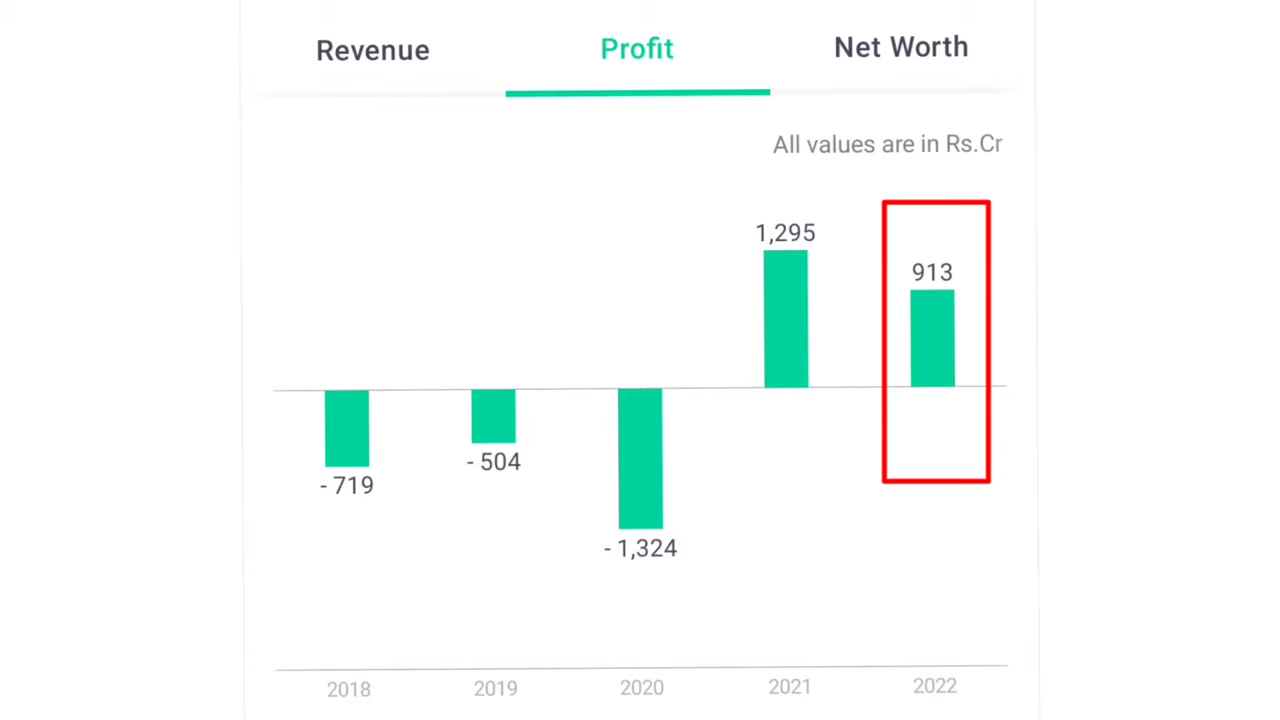 Revenue Profit Net Worth
All values are in Rs.Cr
1,295
913
- 719
- 504
- 1,324
2018 2019 2020 2021 2022